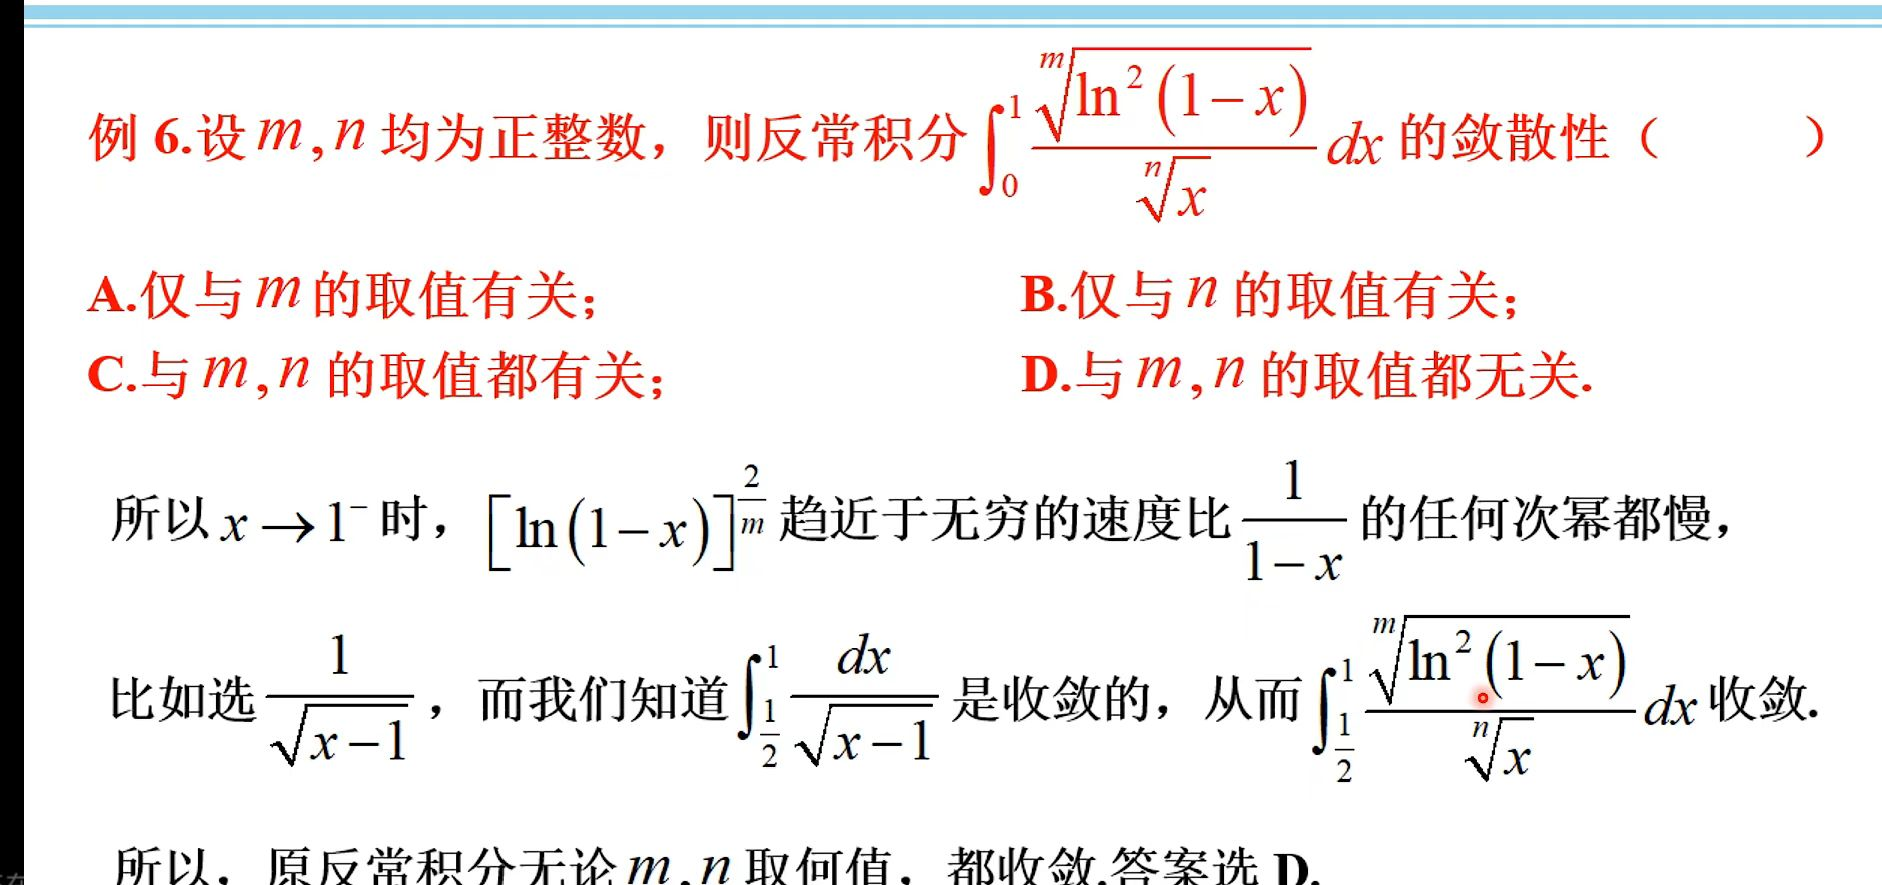 例 6.设 m,n 均为正整数，则反常积分 \int_0^1 \frac{\sqrt[m]{\ln^2(1-x)}}{\sqrt[n]{x}} dx 的敛散性（　　）
A.仅与 m 的取值有关； B.仅与 n 的取值有关；
C.与 m,n 的取值都有关； D.与 m,n 的取值都无关.
所以 x→1⁻ 时，[\ln(1-x)]^{\frac{2}{m}} 趋近于无穷的速度比 \frac{1}{1-x} 的任何次幂都慢，
比如选 \frac{1}{\sqrt{x-1}}，而我们知道 \int_{\frac{1}{2}}^1 \frac{dx}{\sqrt{x-1}} 是收敛的，从而 \int_{\frac{1}{2}}^1 \frac{\sqrt[m]{\ln^2(1-x)}}{\sqrt[n]{x}} dx 收敛.
所以，原反常积分无论 m,n 取何值，都收敛.答案选 D.